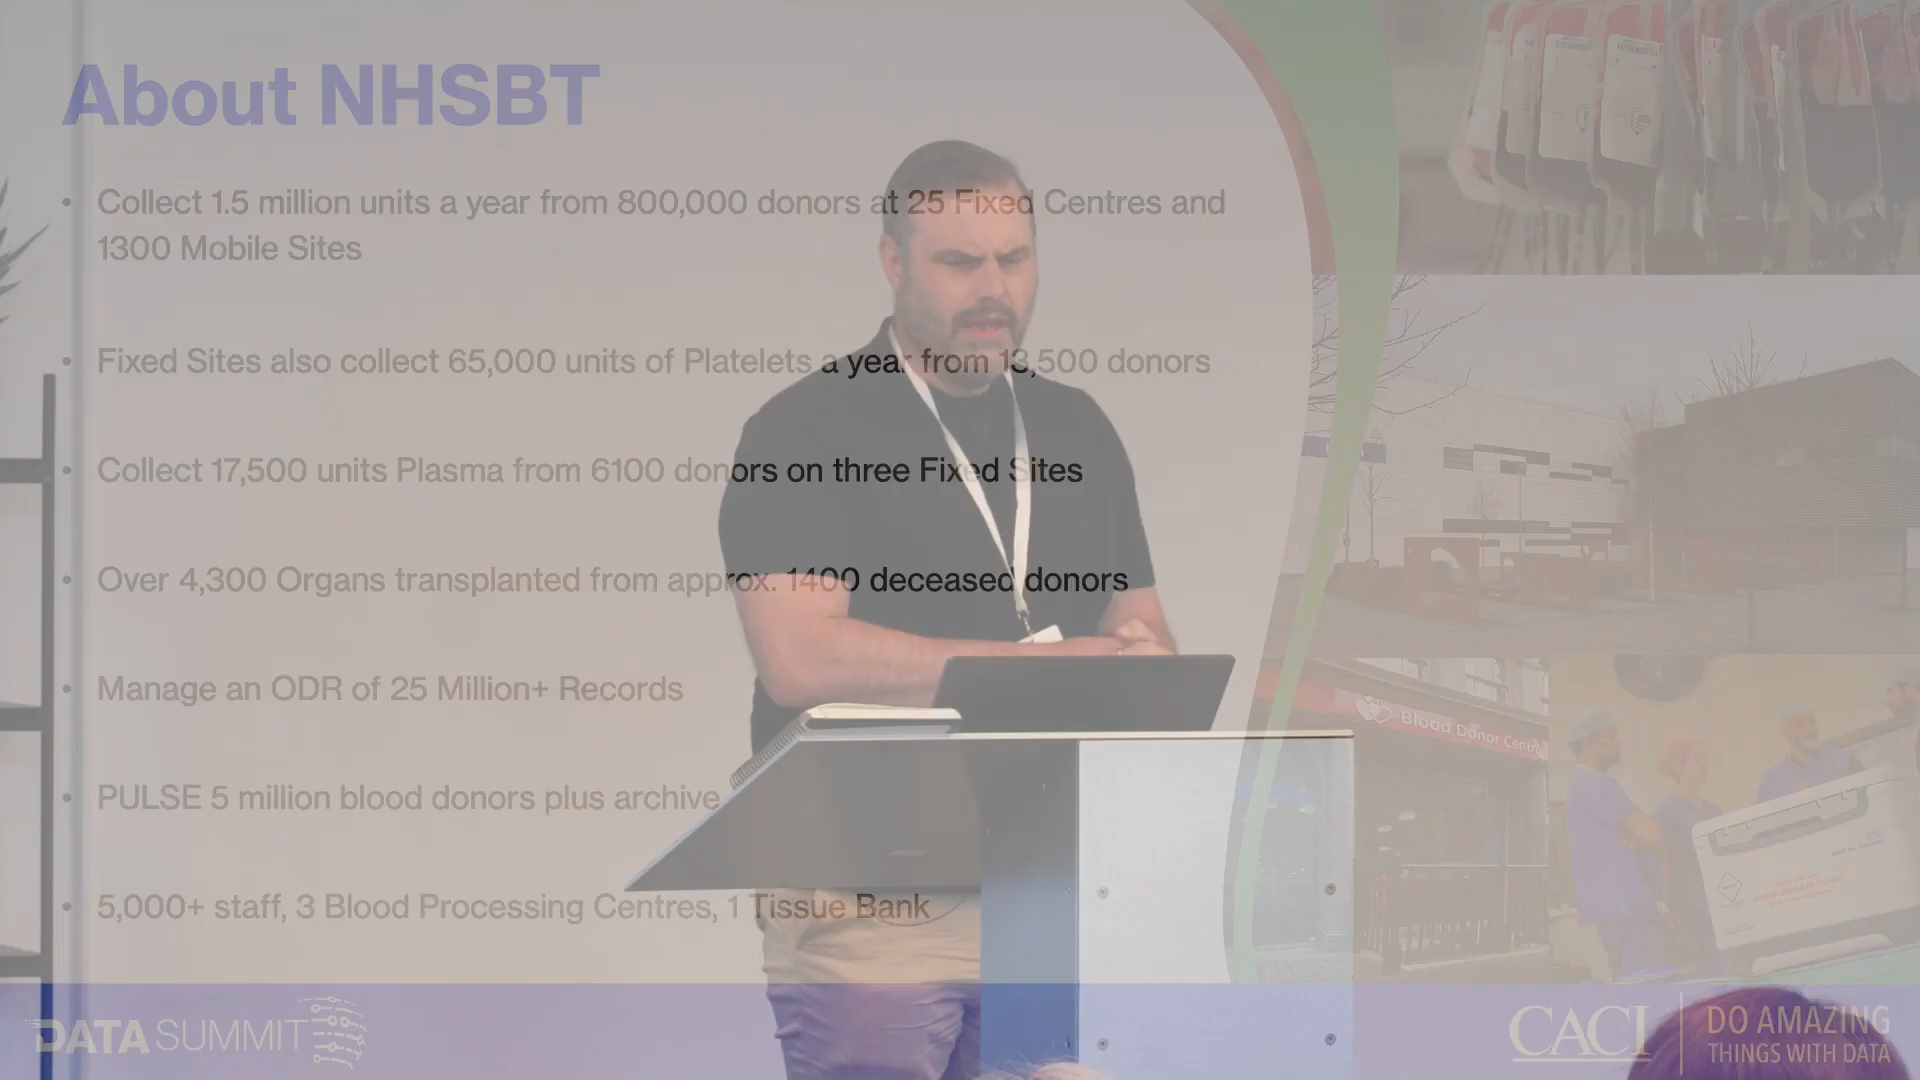 About NHSBT
• Collect 1.5 million units a year from 800,000 donors at 25 Fixed Centres and
1300 Mobile Sites
• Fixed Sites also collect 65,000 units of Platelets a year from 13,500 donors
• Collect 17,500 units Plasma from 6100 donors on three Fixed Sites
• Over 4,300 Organs transplanted from approx. 1400 deceased donors
• Manage an ODR of 25 Million+ Records
• PULSE 5 million blood donors plus archive
• 5,000+ staff, 3 Blood Processing Centres, 1 Tissue Bank
Blood Donor Centre
DATA SUMMIT
CACI
DO AMAZING
THINGS WITH DATA